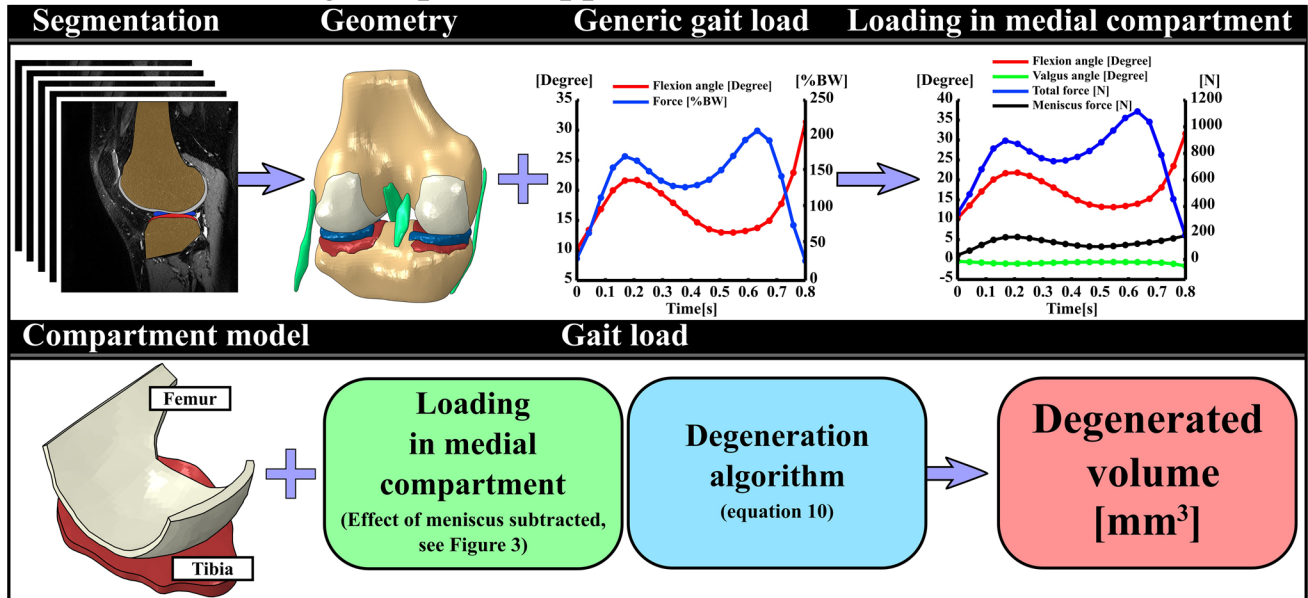 Segmentation
Geometry
Generic gait load
Loading in medial compartment
[Degree]
[%BW]
Flexion angle [Degree]
Force [%BW]
35
30
25
20
15
10
5
250
200
150
100
50
0
0 0.1 0.2 0.3 0.4 0.5 0.6 0.7 0.8
Time[s]
Flexion angle [Degree]
Valgus angle [Degree]
Total force [N]
Meniscus force [N]
[Degree]
[N]
40
35
30
25
20
15
10
5
0
-5
1200
1000
800
600
400
200
0
0 0.1 0.2 0.3 0.4 0.5 0.6 0.7 0.8
Time[s]
Compartment model
Gait load
Femur
Tibia
Loading
in medial
compartment
(Effect of meniscus subtracted,
see Figure 3)
Degeneration
algorithm
(equation 10)
Degenerated
volume
[mm³]